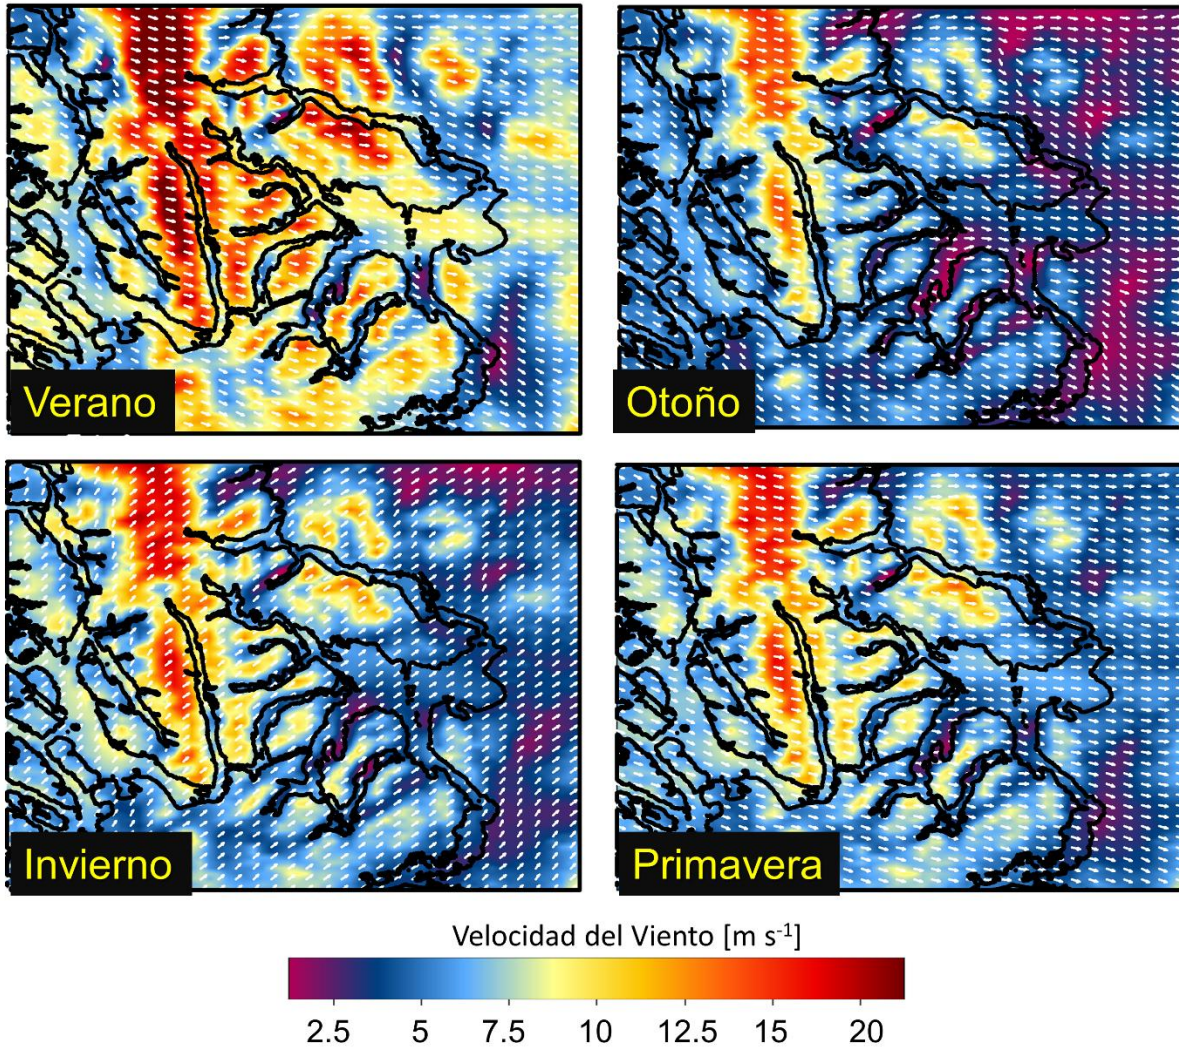 Verano
Otoño
Invierno
Primavera
Velocidad del Viento [m s⁻¹]
2.5 5 7.5 10 12.5 15 20